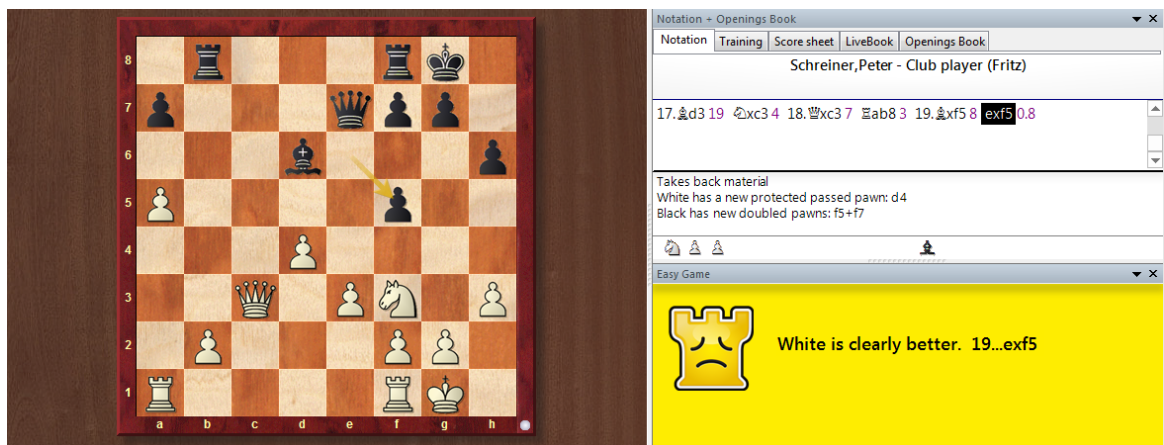 Notation + Openings Book
Notation Training Score sheet LiveBook Openings Book
Schreiner,Peter - Club player (Fritz)
17.♗d3 19 ♘xc3 4 18.♕xc3 7 ♖ab8 3 19.♗xf5 8 exf5 0.8
Takes back material
White has a new protected passed pawn: d4
Black has new doubled pawns: f5+f7
Easy Game
White is clearly better. 19...exf5
8
7
6
5
4
3
2
1
a b c d e f g h